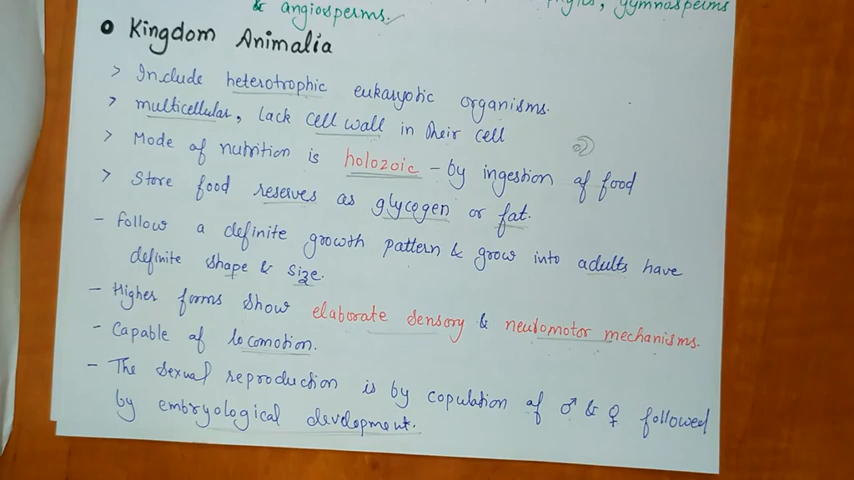 & angiosperms.
gymnosperms
• Kingdom Animalia
> Include heterotrophic eukaryotic organisms.
> multicellular, lack cell wall in their cell
> Mode of nutrition is holozoic - by ingestion of food
> Store food reserves as glycogen or fat.
- Follow a definite growth pattern & grow into adults have
definite shape & size.
- Higher forms show elaborate sensory & neuromotor mechanisms.
- Capable of locomotion.
- The sexual reproduction is by copulation of ♂ & ♀ followed
by embryological development.